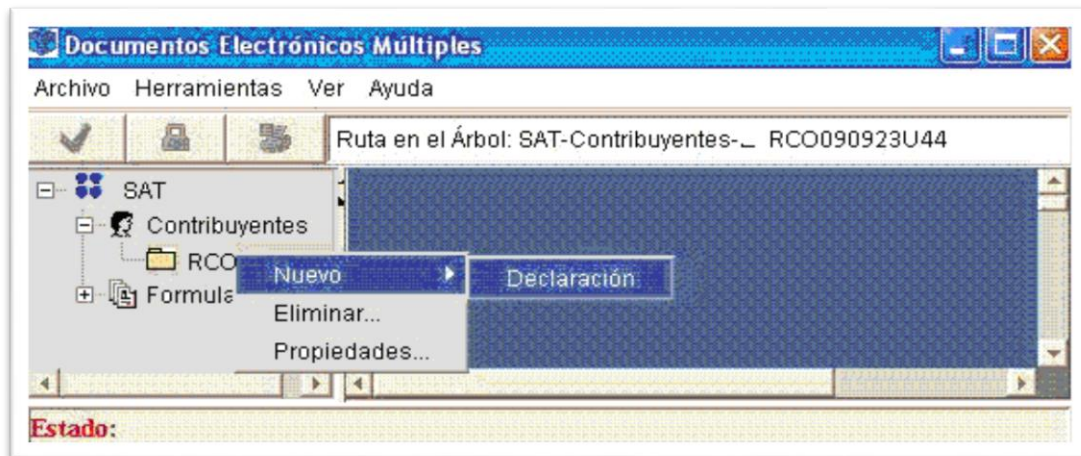 Documentos Electrónicos Múltiples
Archivo Herramientas Ver Ayuda
Ruta en el Árbol: SAT-Contribuyentes-_ RCO090923U44
SAT
Contribuyentes
RCO
Nuevo Declaración
Formula
Eliminar...
Propiedades...
Estado: